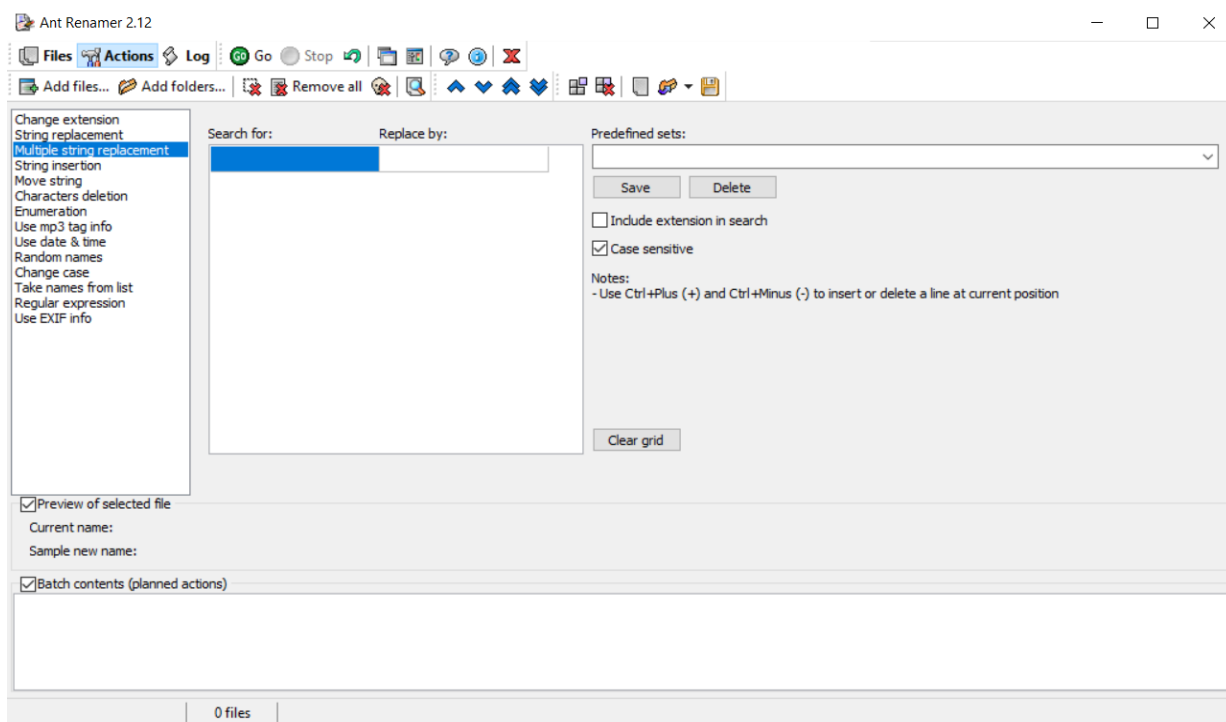 Ant Renamer 2.12
Files Actions Log Go Go Stop
Add files... Add folders... Remove all
Change extension
String replacement
Multiple string replacement
String insertion
Move string
Characters deletion
Enumeration
Use mp3 tag info
Use date & time
Random names
Change case
Take names from list
Regular expression
Use EXIF info
Search for: Replace by:
Predefined sets:
Save Delete
Include extension in search
Case sensitive
Notes:
- Use Ctrl+Plus (+) and Ctrl+Minus (-) to insert or delete a line at current position
Clear grid
Preview of selected file
Current name:
Sample new name:
Batch contents (planned actions)
0 files